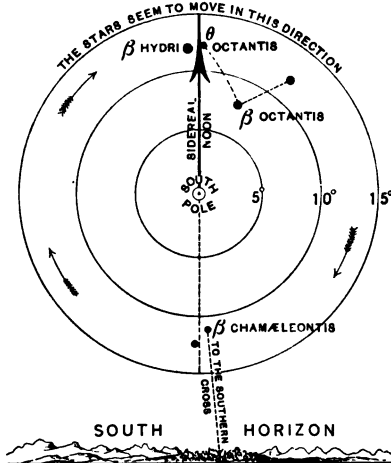 THE STARS SEEM TO MOVE IN THIS DIRECTION
β HYDRI
θ OCTANTIS
β OCTANTIS
SIDEREAL NOON
SOUTH POLE
5° 10° 15°
β CHAMÆLEONTIS
TO THE SOUTHERN CROSS
SOUTH HORIZON